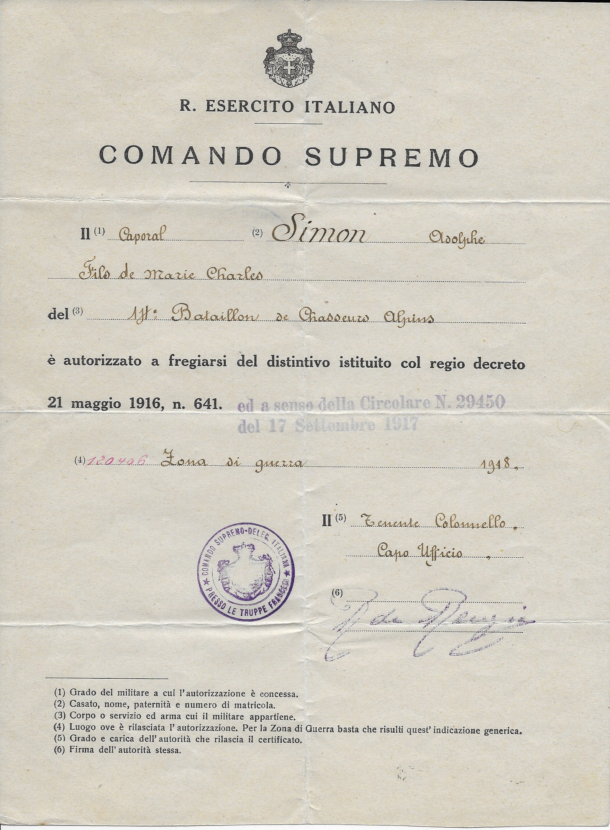 R. ESERCITO ITALIANO
COMANDO SUPREMO
Il (1) Caporal (2) Simon Adolphe
Fils de Marie Charles
del (3) Bataillon de Chasseurs Alpins
è autorizzato a fregiarsi del distintivo istituito col regio decreto
21 maggio 1916, n. 641. ed a senso della Circolare N. 29450
del 17 Settembre 1917
(4) Zona di guerra 1918.
Il (5) Tenente Colonnello,
Capo Ufficio.
(6)
COMANDO SUPREMO-DELEG. ITALIANA
★ PRESSO LE TRUPPE FRANCESI ★
(1) Grado del militare a cui l'autorizzazione è concessa.
(2) Casato, nome, paternità e numero di matricola.
(3) Corpo o servizio ed arma cui il militare appartiene.
(4) Luogo ove è rilasciata l'autorizzazione. Per la Zona di Guerra basta che risulti quest'indicazione generica.
(5) Grado e carica dell'autorità che rilascia il certificato.
(6) Firma dell'autorità stessa.